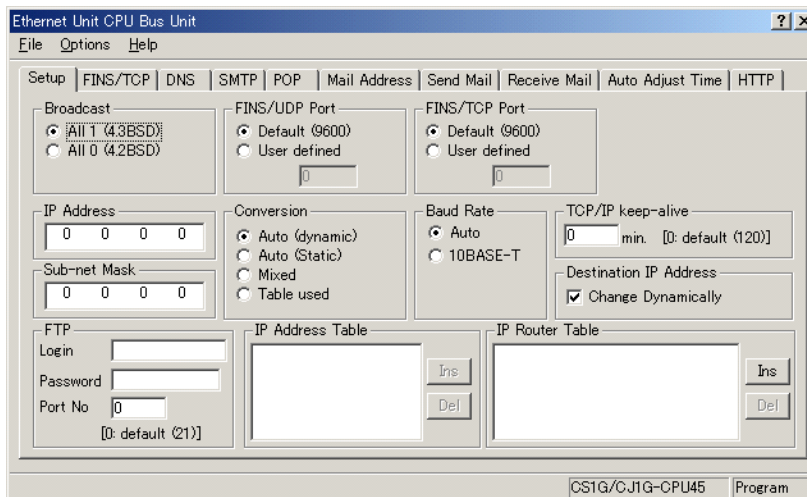 Ethernet Unit CPU Bus Unit
File Options Help
Setup FINS/TCP DNS SMTP POP Mail Address Send Mail Receive Mail Auto Adjust Time HTTP
Broadcast
All 1 (4.3BSD)
All 0 (4.2BSD)
FINS/UDP Port
Default (9600)
User defined
0
FINS/TCP Port
Default (9600)
User defined
0
IP Address
0 0 0 0
Sub-net Mask
0 0 0 0
Conversion
Auto (dynamic)
Auto (Static)
Mixed
Table used
Baud Rate
Auto
10BASE-T
TCP/IP keep-alive
0 min. [0: default (120)]
Destination IP Address
Change Dynamically
FTP
Login
Password
Port No 0
[0: default (21)]
IP Address Table
Ins
Del
IP Router Table
Ins
Del
CS1G/CJ1G-CPU45 Program